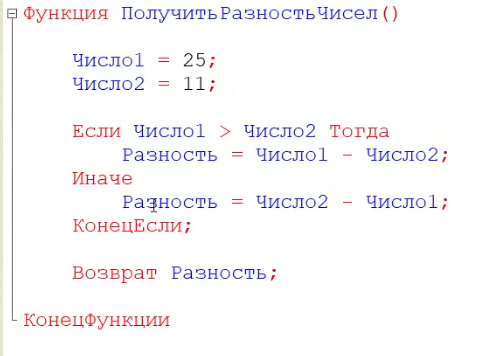 Функция ПолучитьРазностьЧисел()
Число1 = 25;
Число2 = 11;
Если Число1 > Число2 Тогда
Разность = Число1 - Число2;
Иначе
Разность = Число2 - Число1;
КонецЕсли;
Возврат Разность;
КонецФункции